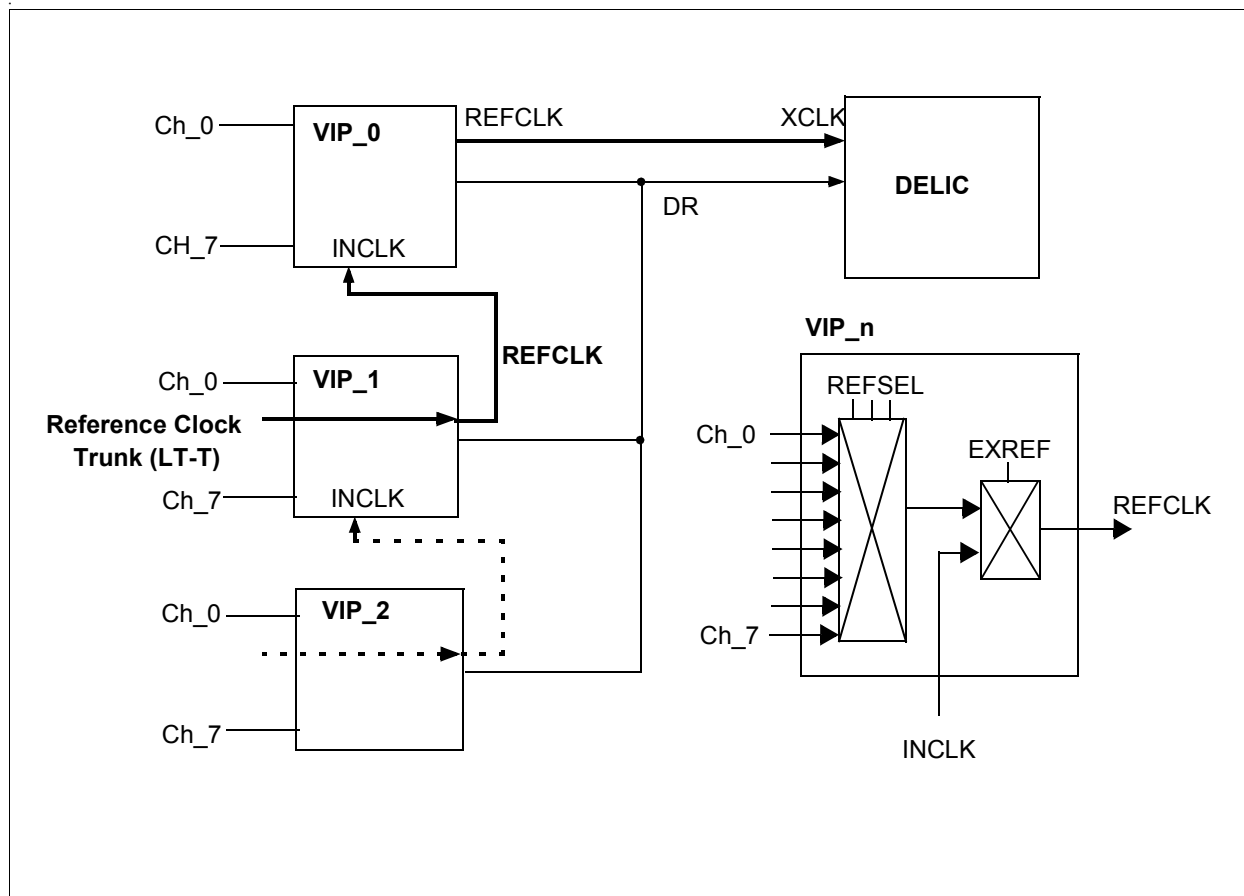 REFCLK
XCLK
Ch_0
VIP_0
DELIC
DR
CH_7
INCLK
VIP_n
REFCLK
Ch_0
VIP_1
REFSEL
Reference Clock
Trunk (LT-T)
Ch_0
EXREF
Ch_7
INCLK
REFCLK
Ch_0
VIP_2
Ch_7
Ch_7
INCLK